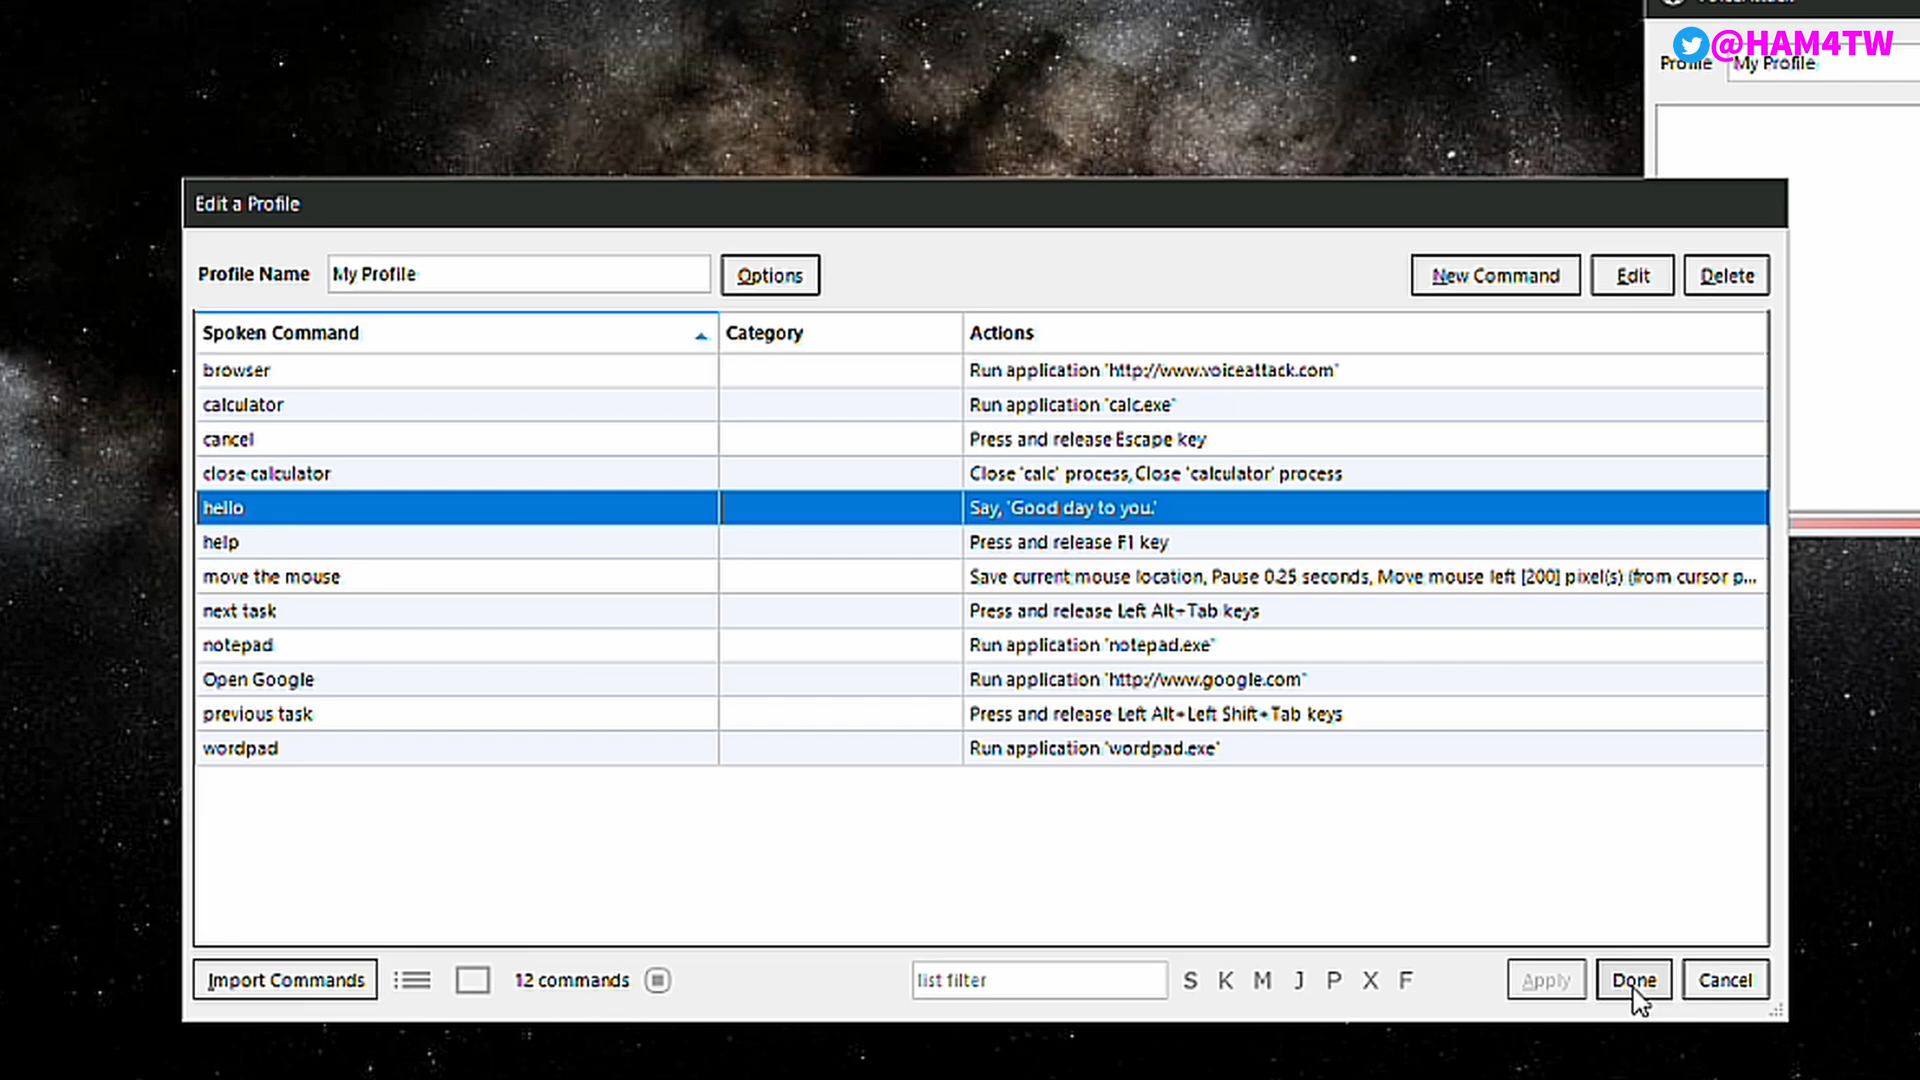 VoiceAttack
@HAM4TW
Profile My Profile
Edit a Profile
Profile Name My Profile Options New Command Edit Delete
Spoken Command Category Actions
browser Run application 'http://www.voiceattack.com'
calculator Run application 'calc.exe'
cancel Press and release Escape key
close calculator Close 'calc' process, Close 'calculator' process
hello Say, 'Good day to you.'
help Press and release F1 key
move the mouse Save current mouse location, Pause 0.25 seconds, Move mouse left [200] pixel(s) (from cursor p...
next task Press and release Left Alt+Tab keys
notepad Run application 'notepad.exe'
Open Google Run application 'http://www.google.com'
previous task Press and release Left Alt+Left Shift+Tab keys
wordpad Run application 'wordpad.exe'
Import Commands 12 commands list filter S K M J P X F Apply Done Cancel